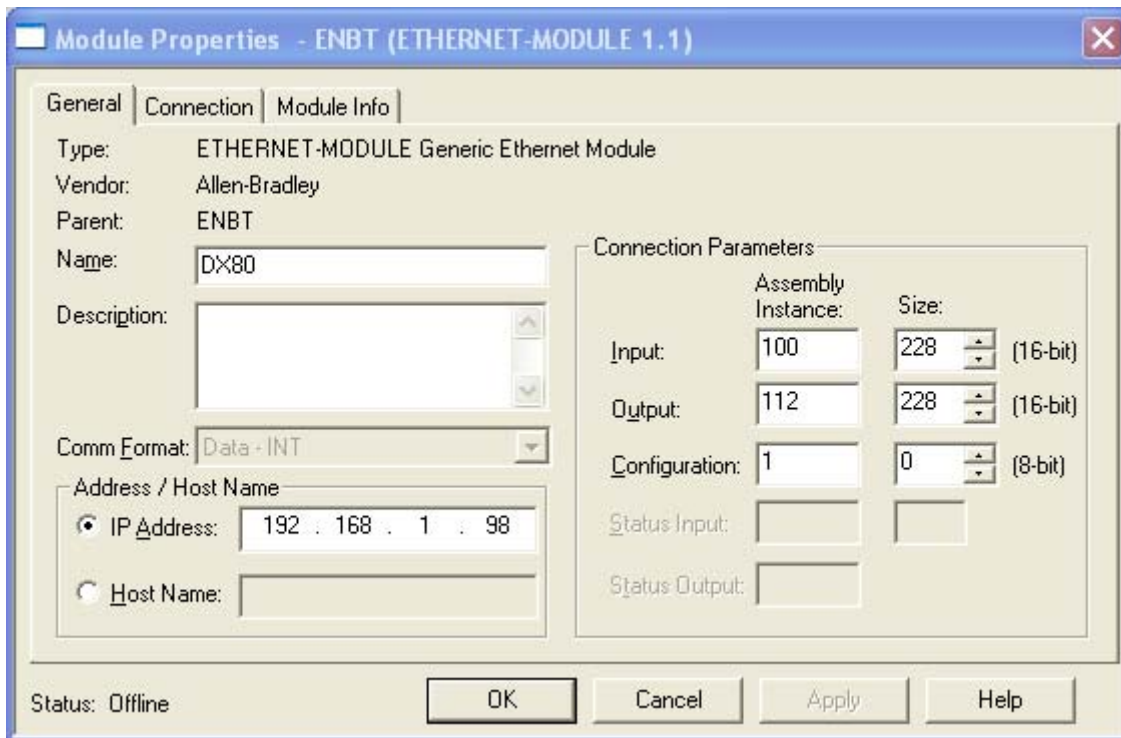 Module Properties - ENBT (ETHERNET-MODULE 1.1)
General Connection Module Info
Type: ETHERNET-MODULE Generic Ethernet Module
Vendor: Allen-Bradley
Parent: ENBT
Name: DX80
Description:
Comm Format: Data - INT
Address / Host Name
IP Address: 192 . 168 . 1 . 98
Host Name:
Connection Parameters
Assembly
Instance: Size:
Input: 100 228 (16-bit)
Output: 112 228 (16-bit)
Configuration: 1 0 (8-bit)
Status Input:
Status Output:
Status: Offline OK Cancel Apply Help